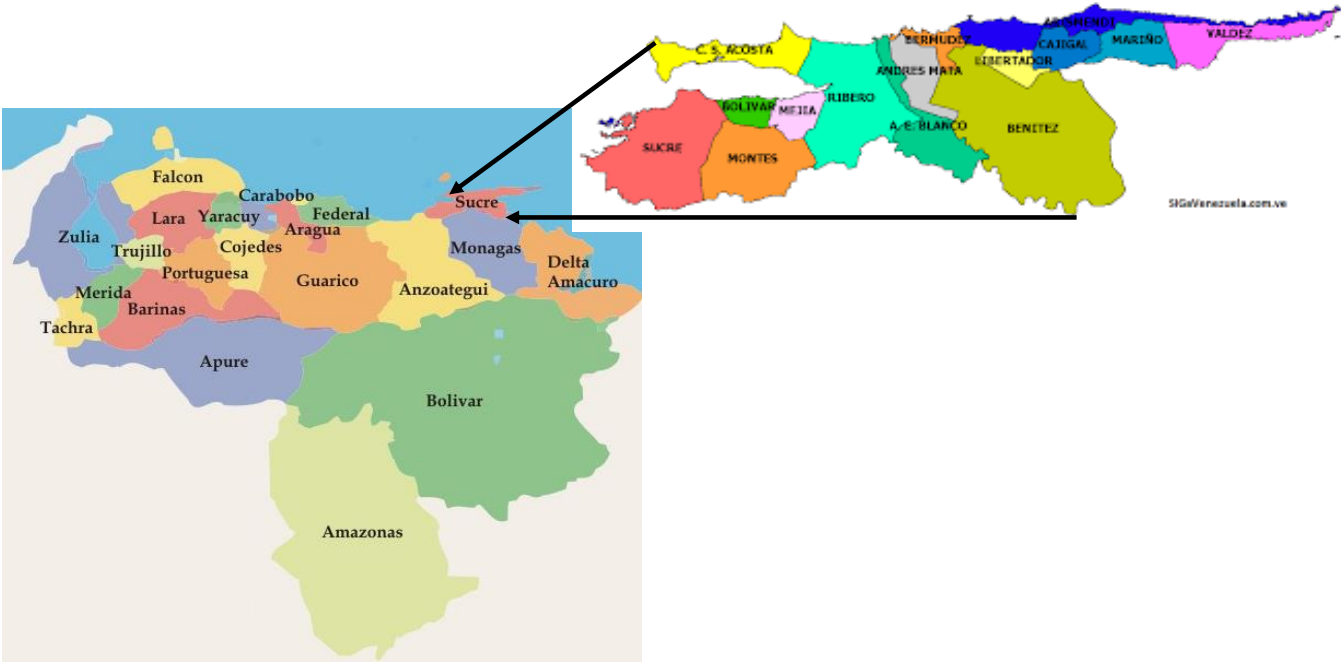 ARISMENDI
VALDEZ
BERMUDEZ
CAJIGAL
MARIÑO
C. S. ACOSTA
LIBERTADOR
ANDRES MATA
RIBERO
BOLIVAR
MEJIA
A. E. BLANCO
BENITEZ
SUCRE
MONTES
SIGeVenezuela.com.ve
Falcon
Carabobo
Sucre
Lara
Yaracuy
Federal
Aragua
Zulia
Trujillo
Cojedes
Monagas
Portuguesa
Guarico
Delta
Amacuro
Merida
Anzoategui
Barinas
Tachra
Apure
Bolivar
Amazonas